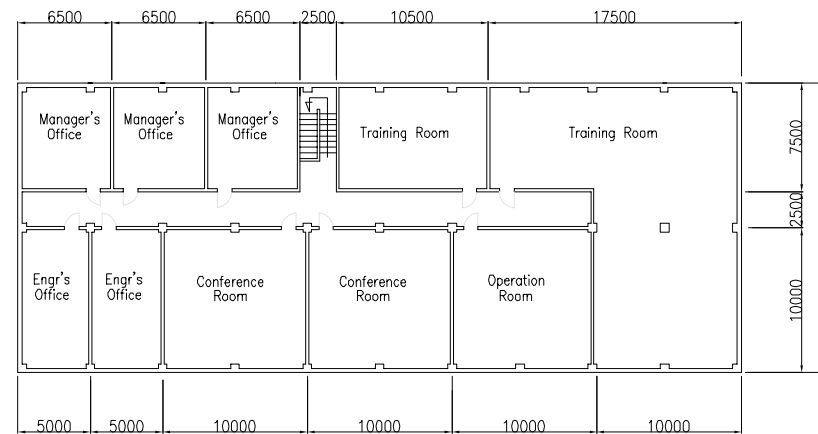 6500 6500 6500 2500 10500 17500
Manager's
Office
Manager's
Office
Manager's
Office
Training Room
Training Room
7500
2500
10000
Engr's
Office
Engr's
Office
Conference
Room
Conference
Room
Operation
Room
5000 5000 10000 10000 10000 10000